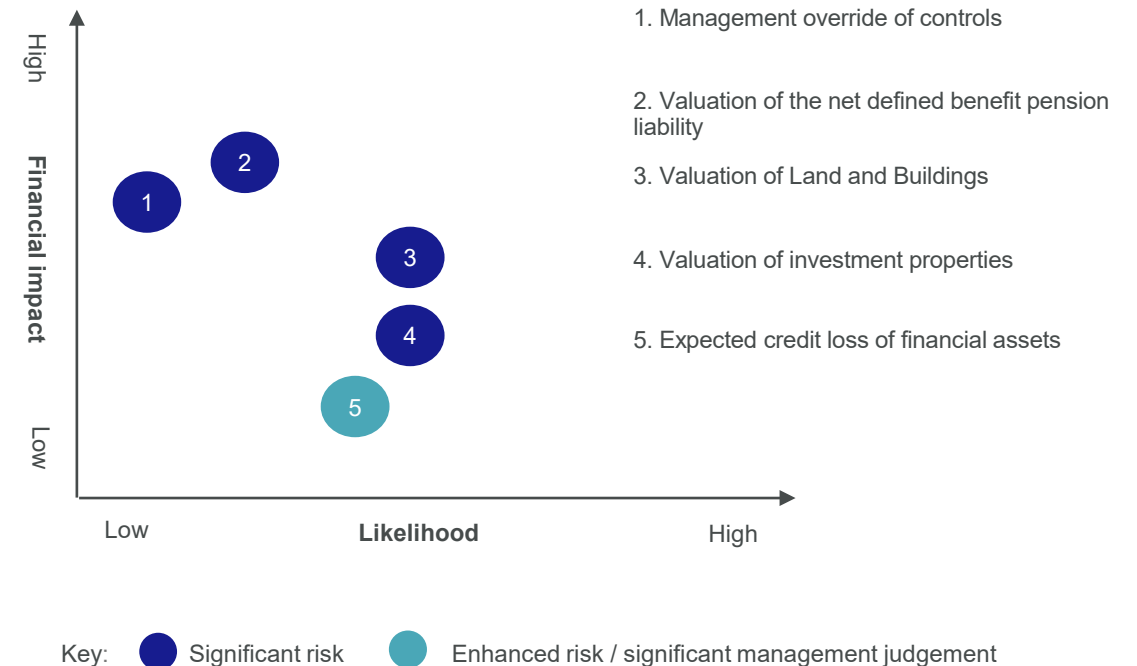 High
Financial impact
Low
1
2
3
4
5
Low
Likelihood
High
1. Management override of controls
2. Valuation of the net defined benefit pension
liability
3. Valuation of Land and Buildings
4. Valuation of investment properties
5. Expected credit loss of financial assets
Key:
Significant risk
Enhanced risk / significant management judgement